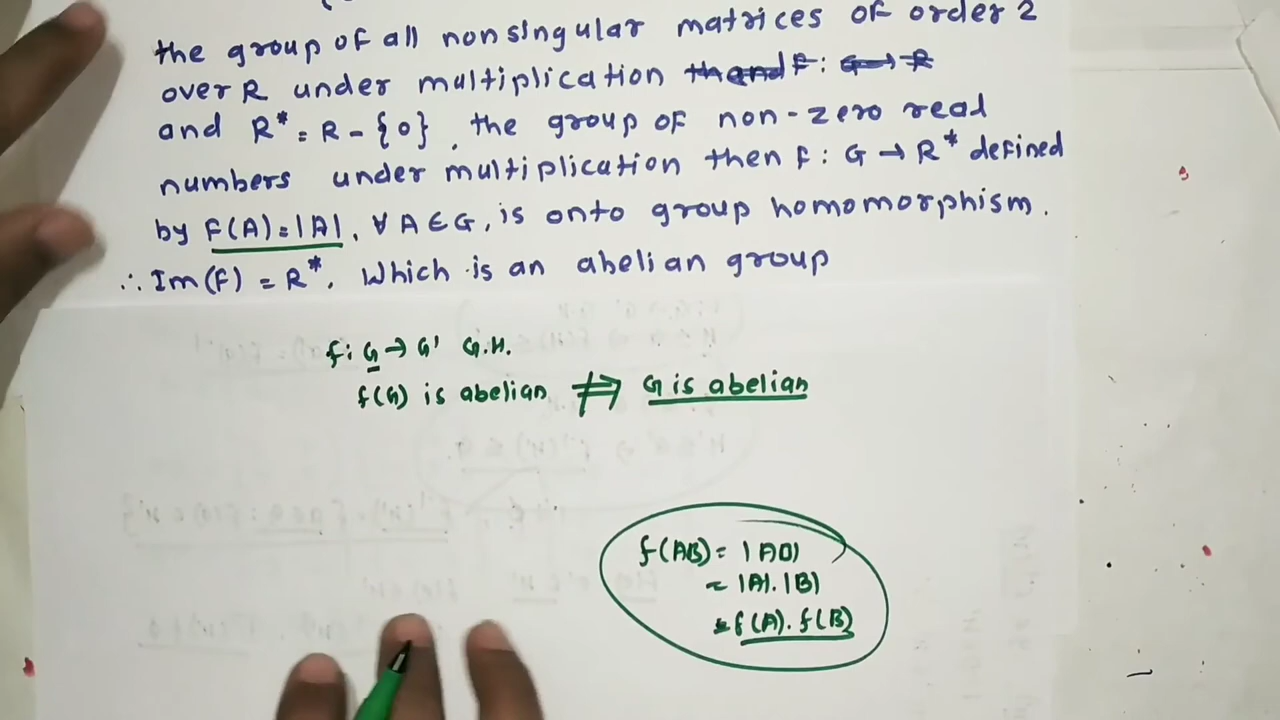 the group of all nonsingular matrices of order 2
over R under multiplication
and R* = R - {0}, the group of non-zero real
numbers under multiplication then F : G → R* defined
by F(A) = |A|, ∀ A ∈ G, is onto group homomorphism.
∴ Im(F) = R*. Which is an abelian group
f: G → G' G.H.
f(G) is abelian ⇏ G is abelian
f(AB) = |AB|
= |A|.|B|
= f(A). f(B)